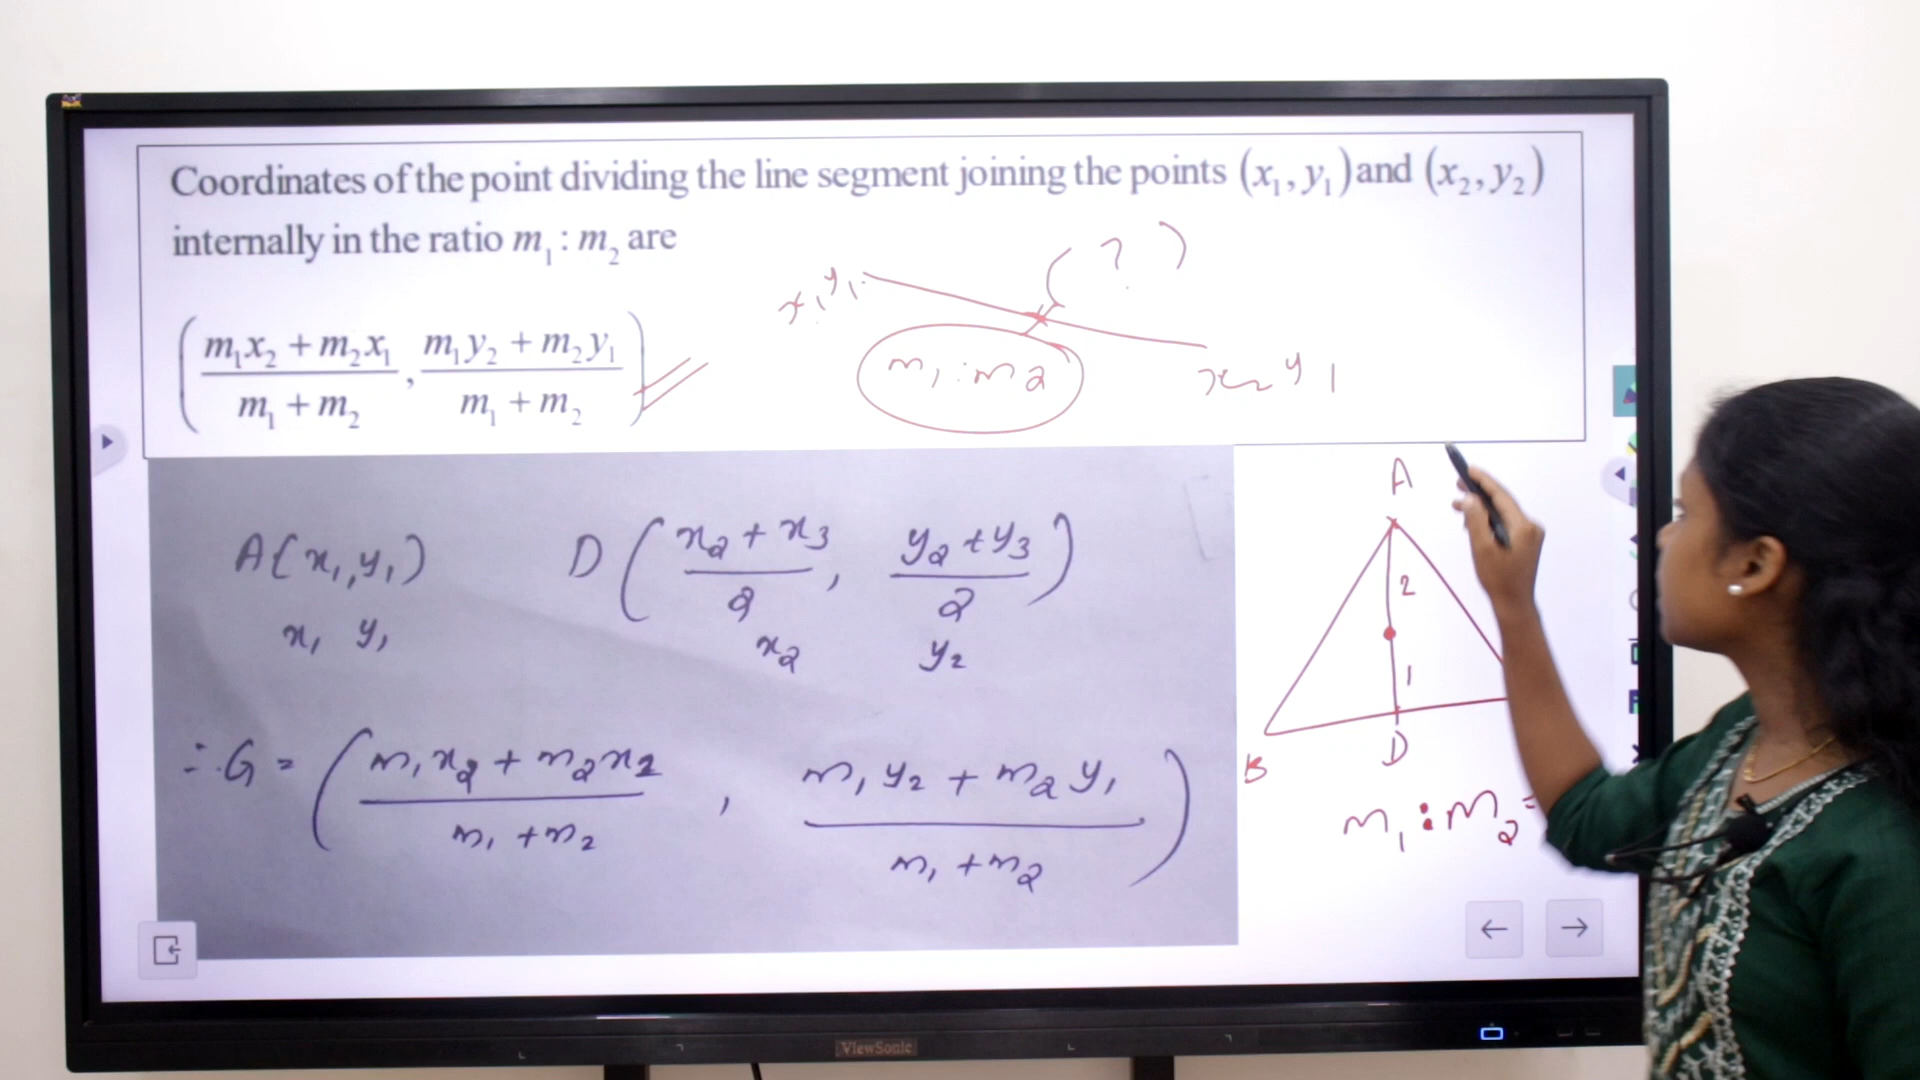 Coordinates of the point dividing the line segment joining the points (x₁, y₁) and (x₂, y₂)
internally in the ratio m₁ : m₂ are
( (m₁x₂ + m₂x₁)/(m₁ + m₂) , (m₁y₂ + m₂y₁)/(m₁ + m₂) )
( ? )
x₁ y₁
m₁ : m₂
x₂ y₁
A(x₁, y₁) D( (x₂ + x₃)/2 , (y₂ + y₃)/2 )
x₁ y₁ x₂ y₂
∴ G = ( (m₁x₂ + m₂x₂)/(m₁ + m₂) , (m₁y₂ + m₂y₁)/(m₁ + m₂) )
A
2
1
B D
m₁ : m₂ =
ViewSonic